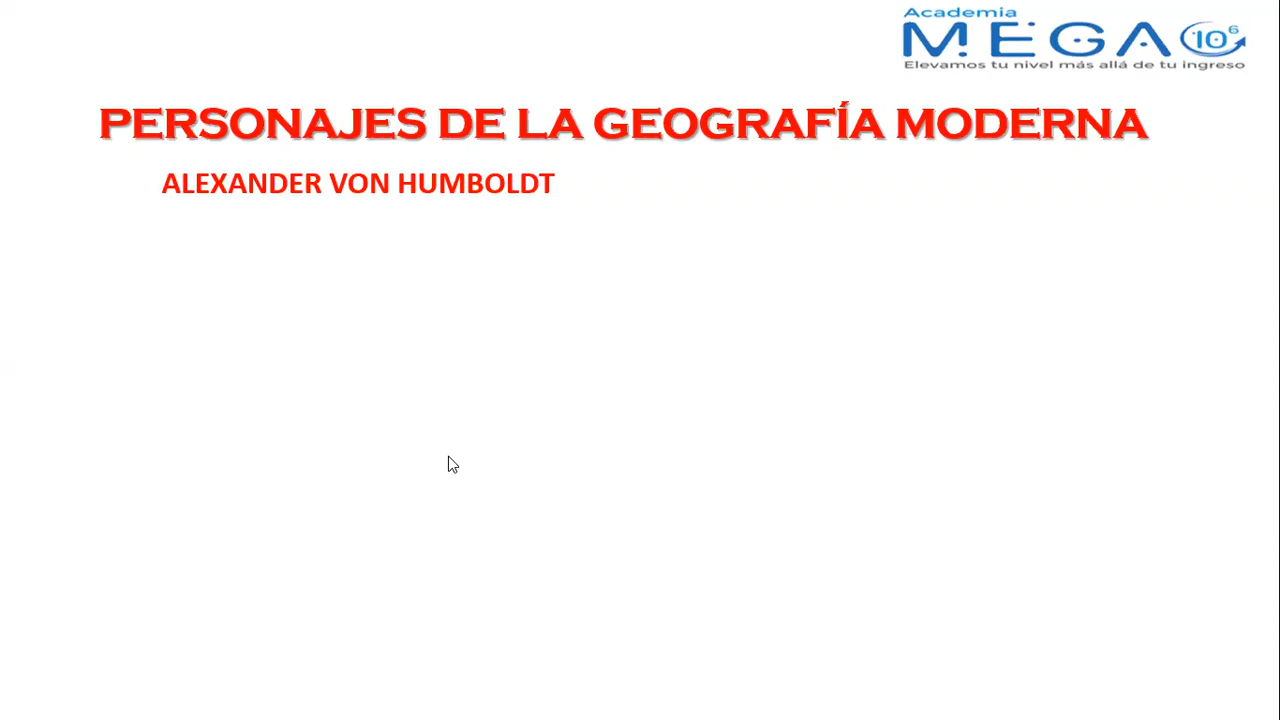 Academia
MEGA 10⁶
Elevamos tu nivel más allá de tu ingreso
PERSONAJES DE LA GEOGRAFÍA MODERNA
ALEXANDER VON HUMBOLDT